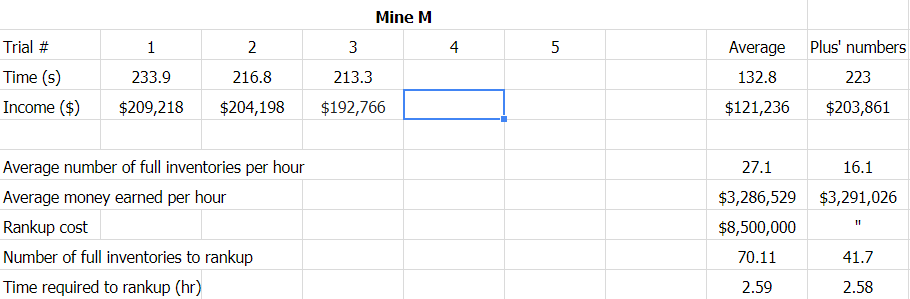 Mine M
Trial # 1 2 3 4 5 Average Plus' numbers
Time (s) 233.9 216.8 213.3 132.8 223
Income ($) $209,218 $204,198 $192,766 $121,236 $203,861
Average number of full inventories per hour 27.1 16.1
Average money earned per hour $3,286,529 $3,291,026
Rankup cost $8,500,000 "
Number of full inventories to rankup 70.11 41.7
Time required to rankup (hr) 2.59 2.58